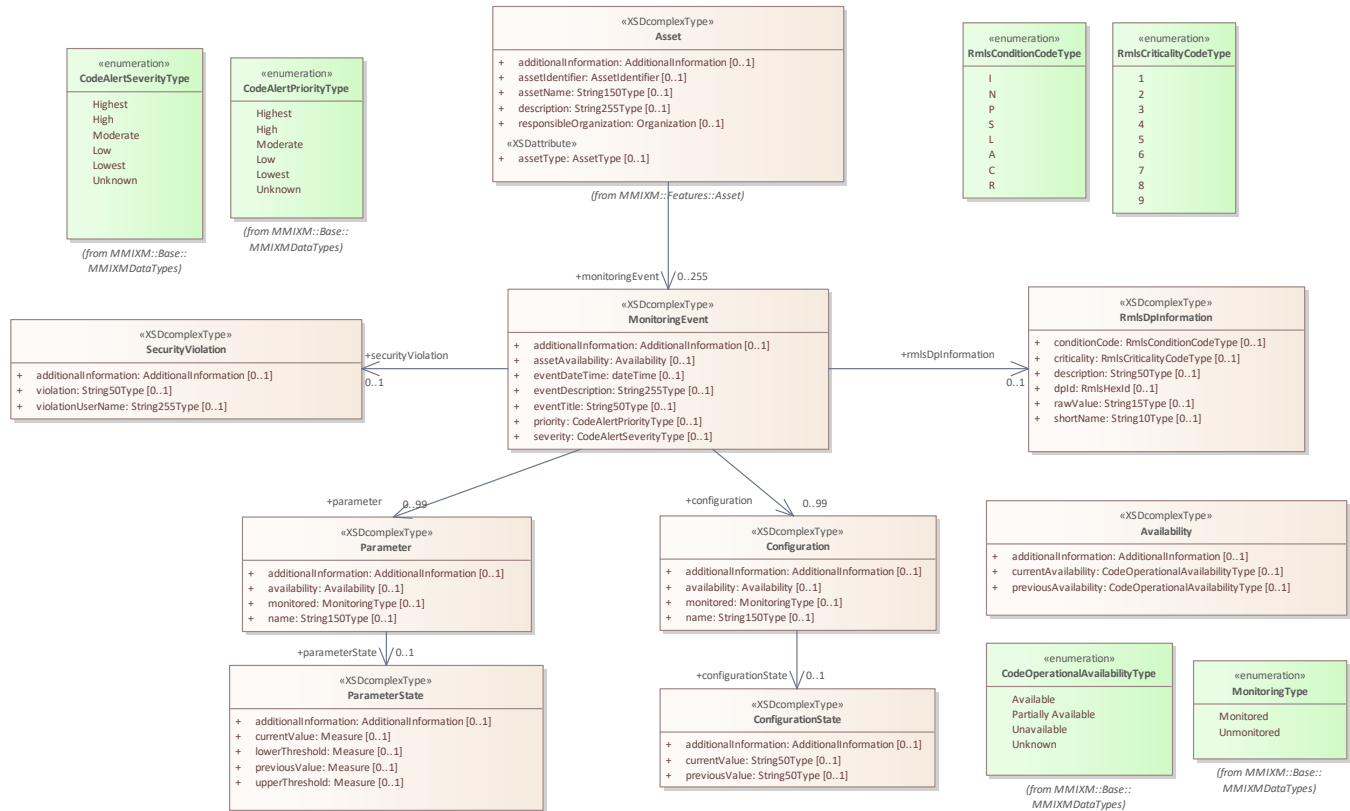 «XSDcomplexType»
Asset
+ additionalInformation: AdditionalInformation [0..1]
+ assetIdentifier: AssetIdentifier [0..1]
+ assetName: String150Type [0..1]
+ description: String255Type [0..1]
+ responsibleOrganization: Organization [0..1]
«XSDattribute»
+ assetType: AssetType [0..1]
(from MMIXM::Features::Asset)
«enumeration»
CodeAlertSeverityType
Highest
High
Moderate
Low
Lowest
Unknown
(from MMIXM::Base::
MMIXMDataTypes)
«enumeration»
CodeAlertPriorityType
Highest
High
Moderate
Low
Lowest
Unknown
(from MMIXM::Base::
MMIXMDataTypes)
«enumeration»
RmlsConditionCodeType
I
N
P
S
L
A
C
R
«enumeration»
RmlsCriticalityCodeType
1
2
3
4
5
6
7
8
9
+monitoringEvent
0..255
«XSDcomplexType»
SecurityViolation
+ additionalInformation: AdditionalInformation [0..1]
+ violation: String50Type [0..1]
+ violationUserName: String255Type [0..1]
+securityViolation
0..1
«XSDcomplexType»
MonitoringEvent
+ additionalInformation: AdditionalInformation [0..1]
+ assetAvailability: Availability [0..1]
+ eventDateTime: dateTime [0..1]
+ eventDescription: String255Type [0..1]
+ eventTitle: String50Type [0..1]
+ priority: CodeAlertPriorityType [0..1]
+ severity: CodeAlertSeverityType [0..1]
+rmlsDpInformation
0..1
«XSDcomplexType»
RmlsDpInformation
+ conditionCode: RmlsConditionCodeType [0..1]
+ criticality: RmlsCriticalityCodeType [0..1]
+ description: String50Type [0..1]
+ dpId: RmlsHexId [0..1]
+ rawValue: String15Type [0..1]
+ shortName: String10Type [0..1]
+parameter
0..99
+configuration
0..99
«XSDcomplexType»
Parameter
+ additionalInformation: AdditionalInformation [0..1]
+ availability: Availability [0..1]
+ monitored: MonitoringType [0..1]
+ name: String150Type [0..1]
«XSDcomplexType»
Configuration
+ additionalInformation: AdditionalInformation [0..1]
+ availability: Availability [0..1]
+ monitored: MonitoringType [0..1]
+ name: String150Type [0..1]
«XSDcomplexType»
Availability
+ additionalInformation: AdditionalInformation [0..1]
+ currentAvailability: CodeOperationalAvailabilityType [0..1]
+ previousAvailability: CodeOperationalAvailabilityType [0..1]
+parameterState
0..1
«XSDcomplexType»
ParameterState
+ additionalInformation: AdditionalInformation [0..1]
+ currentValue: Measure [0..1]
+ lowerThreshold: Measure [0..1]
+ previousValue: Measure [0..1]
+ upperThreshold: Measure [0..1]
+configurationState
0..1
«XSDcomplexType»
ConfigurationState
+ additionalInformation: AdditionalInformation [0..1]
+ currentValue: String50Type [0..1]
+ previousValue: String50Type [0..1]
«enumeration»
CodeOperationalAvailabilityType
Available
Partially Available
Unavailable
Unknown
(from MMIXM::Base::
MMIXMDataTypes)
«enumeration»
MonitoringType
Monitored
Unmonitored
(from MMIXM::Base::
MMIXMDataTypes)